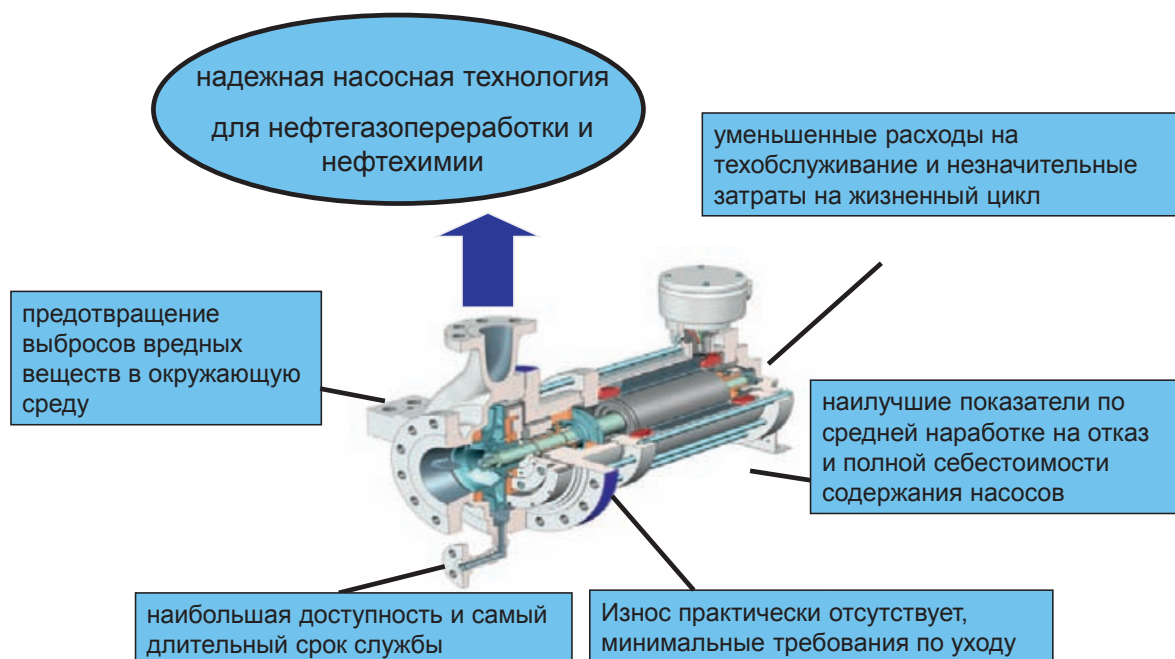 надежная насосная технология
для нефтегазопереработки и
нефтехимии
уменьшенные расходы на
техобслуживание и незначительные
затраты на жизненный цикл
предотвращение
выбросов вредных
веществ в окружающую
среду
наилучшие показатели по
средней наработке на отказ
и полной себестоимости
содержания насосов
наибольшая доступность и самый
длительный срок службы
Износ практически отсутствует,
минимальные требования по уходу